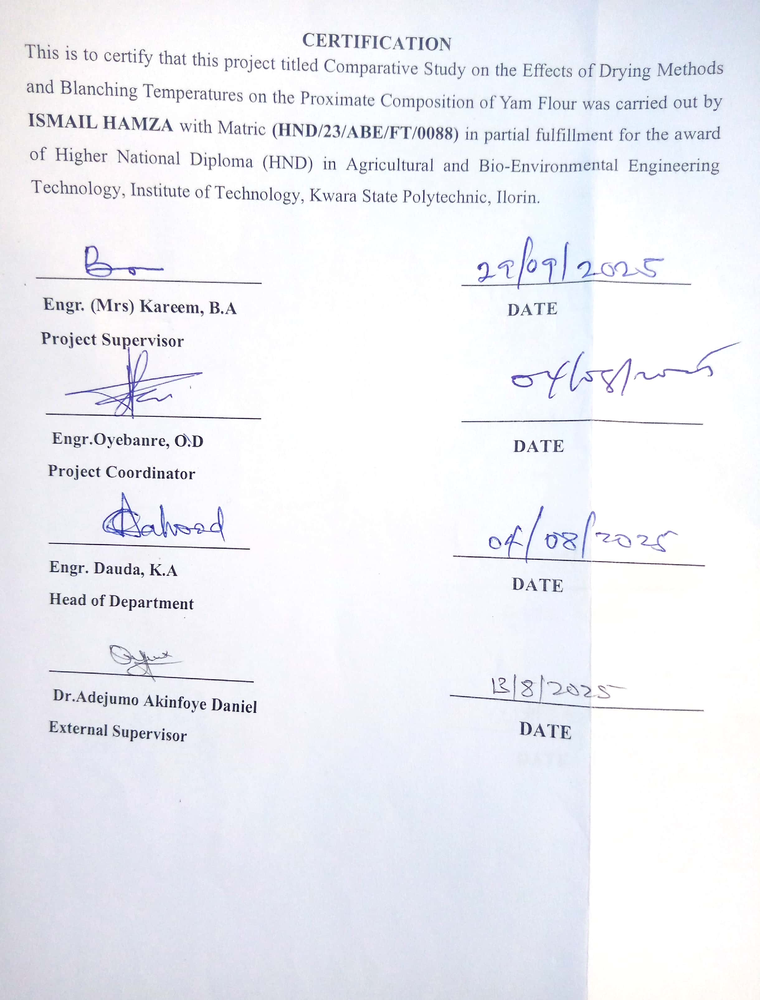 CERTIFICATION
This is to certify that this project titled Comparative Study on the Effects of Drying Methods
and Blanching Temperatures on the Proximate Composition of Yam Flour was carried out by
ISMAIL HAMZA with Matric (HND/23/ABE/FT/0088) in partial fulfillment for the award
of Higher National Diploma (HND) in Agricultural and Bio-Environmental Engineering
Technology, Institute of Technology, Kwara State Polytechnic, Ilorin.
29/09/2025
Engr. (Mrs) Kareem, B.A
DATE
Project Supervisor
04/08/2025
Engr.Oyebanre, O.D
DATE
Project Coordinator
04/08/2025
Engr. Dauda, K.A
DATE
Head of Department
13/8/2025
Dr.Adejumo Akinfoye Daniel
DATE
External Supervisor